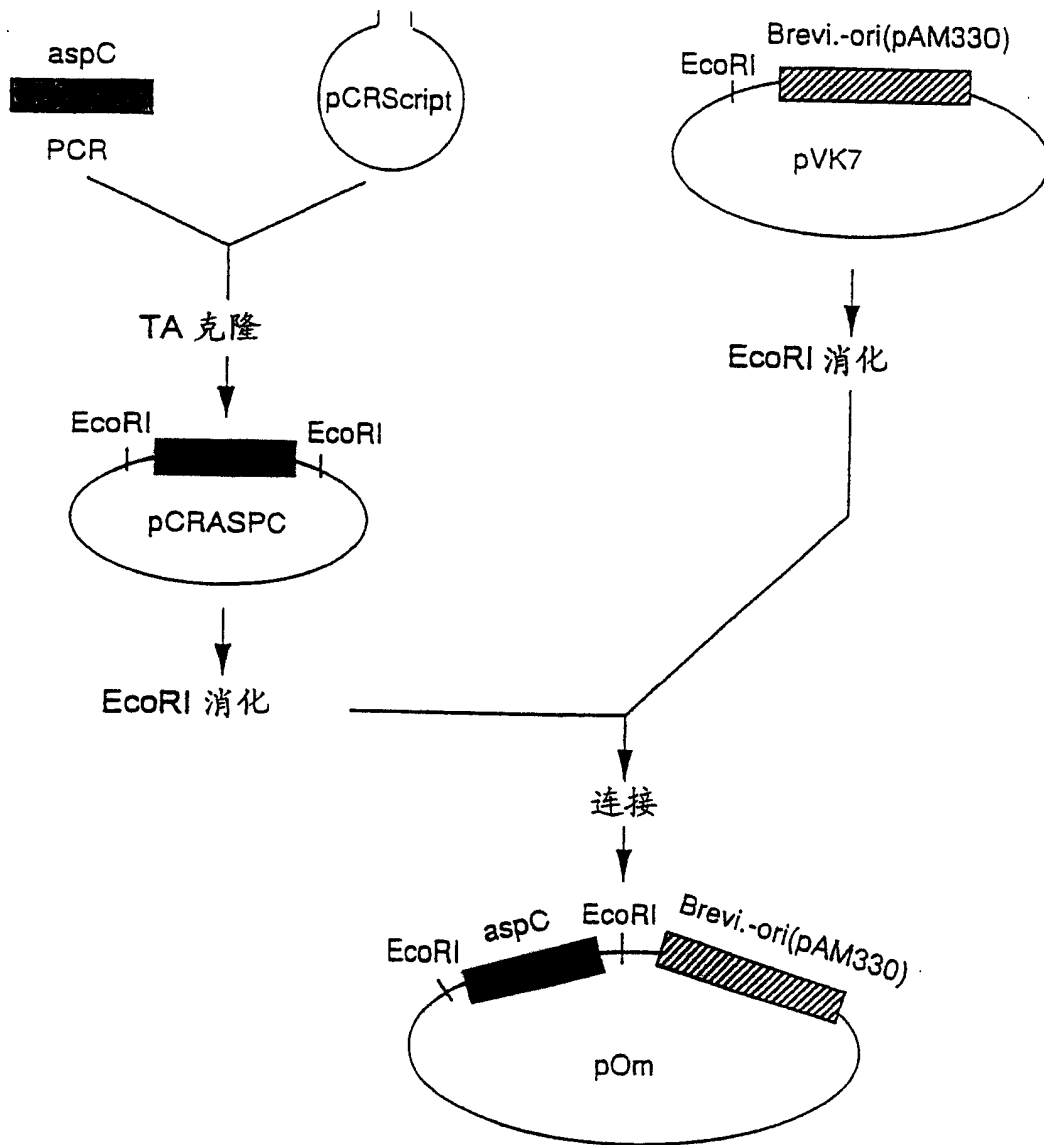 aspC
PCR
pCRScript
Brevi.-ori(pAM330)
EcoRI
pVK7
TA 克隆
EcoRI 消化
EcoRI
EcoRI
pCRASPC
EcoRI 消化
连接
EcoRI
aspC
EcoRI
Brevi.-ori(pAM330)
pOm